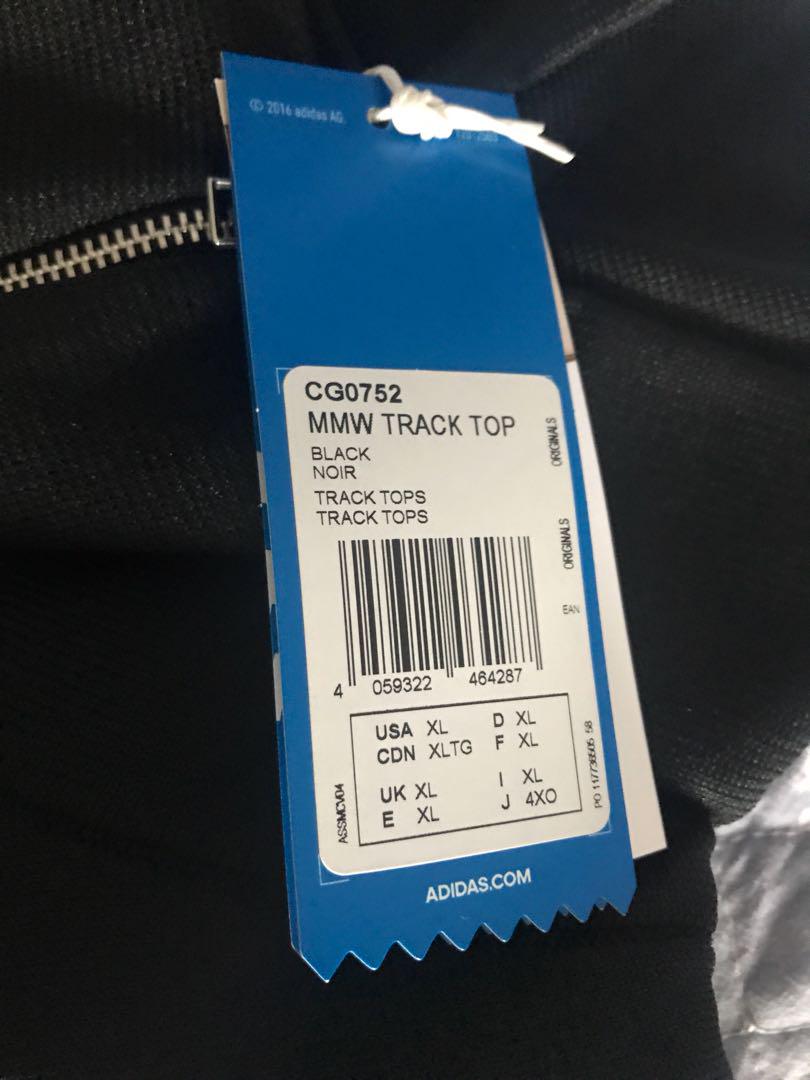 © 2016 adidas AG.
CG0752
MMW TRACK TOP
BLACK
NOIR
TRACK TOPS
TRACK TOPS
ORIGINALS
ORIGINALS
EAN
4 059322 464287
USA XL D XL
CDN XLTG F XL
UK XL I XL
E XL J 4XO
ASSMCV04
ADIDAS.COM